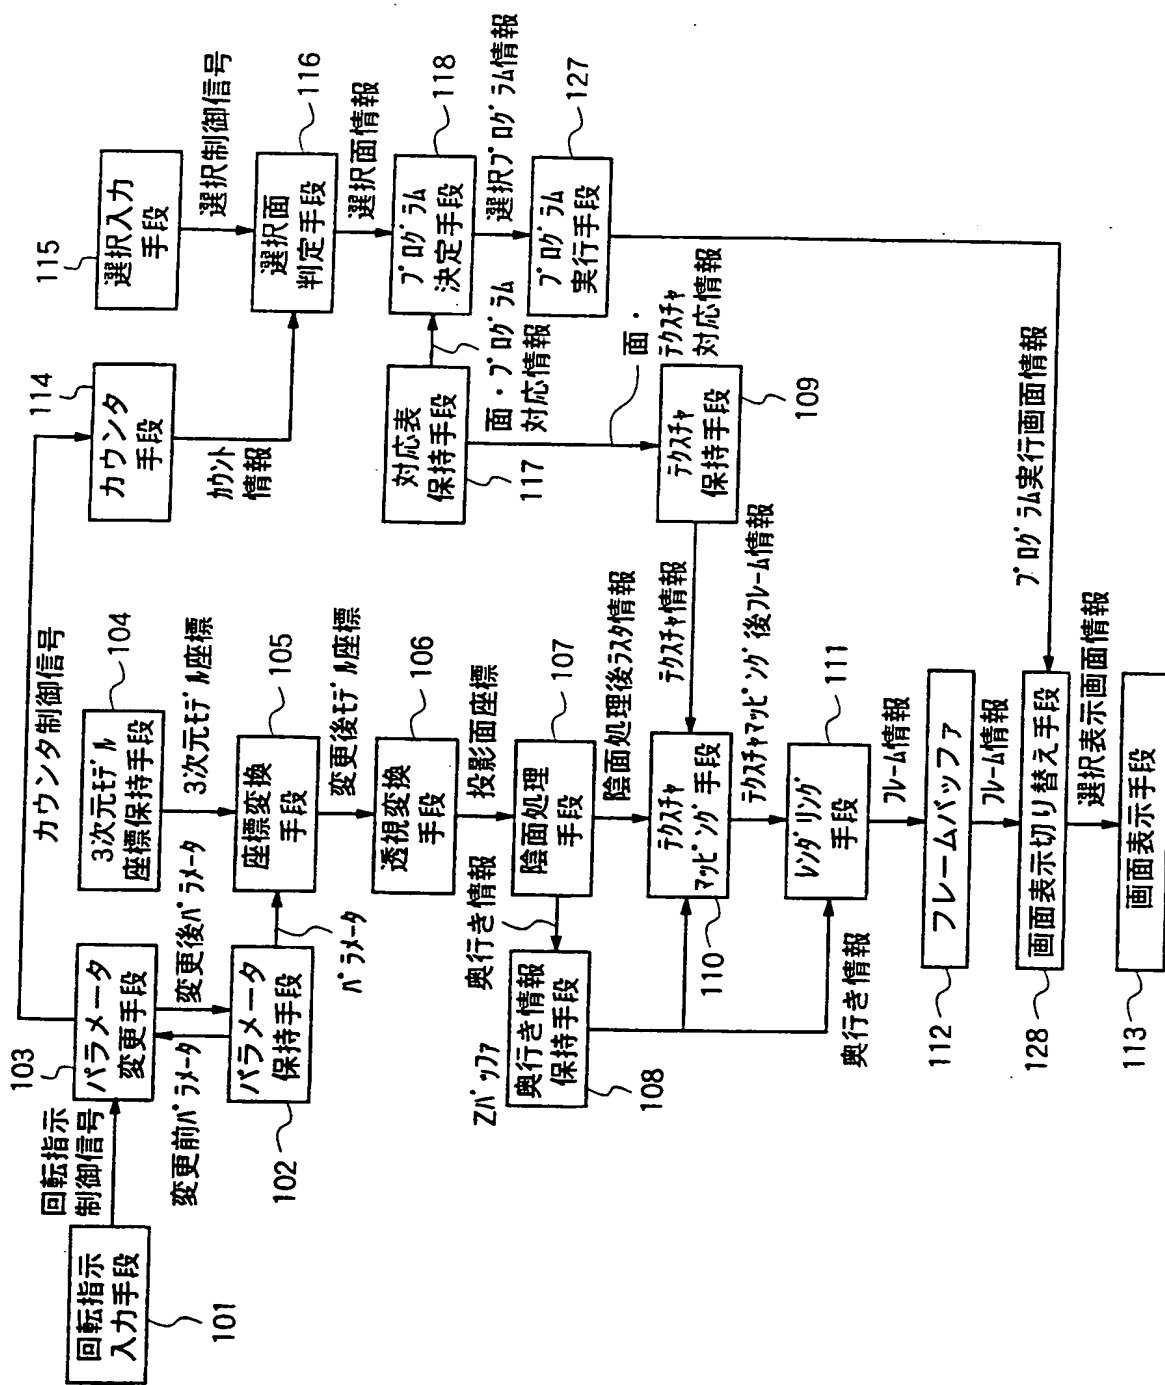 回転指示
入力手段
101
回転指示
制御信号
103
パラメータ
変更手段
変更前パラメータ
変更後パラメータ
パラメータ
保持手段
102
パラメータ
カウンタ制御信号
104
3次元モデル
座標保持手段
3次元モデル座標
座標変換
手段
105
変更後モデル座標
透視変換
手段
106
投影面座標
陰面処理
手段
107
奥行き情報
Zバッファ
奥行き情報
保持手段
108
陰面処理後ラスタ情報
テクスチャ
マッピング手段
110
テクスチャ情報
テクスチャマッピング後フレーム情報
レンダリング
手段
111
奥行き情報
フレーム情報
フレームバッファ
112
フレーム情報
画面表示切り替え手段
128
選択表示画面情報
画面表示手段
113
114
カウンタ
手段
カウント
情報
115
選択入力
手段
選択制御信号
選択面
判定手段
116
選択面情報
プログラム
決定手段
118
選択プログラム情報
プログラム
実行手段
127
対応表
保持手段
117
面・プログラム
対応情報
面・
テクスチャ
対応情報
テクスチャ
保持手段
109
プログラム実行画面情報